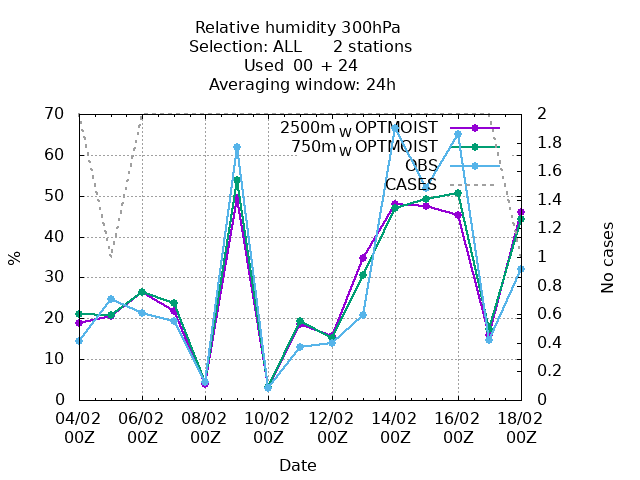 Relative humidity 300hPa
Selection: ALL 2 stations
Used 00 + 24
Averaging window: 24h
2500m W OPTMOIST
750m W OPTMOIST
OBS
CASES
%
70
60
50
40
30
20
10
0
2
1.8
1.6
1.4
1.2
1
0.8
0.6
0.4
0.2
0
No cases
04/02 06/02 08/02 10/02 12/02 14/02 16/02 18/02
00Z 00Z 00Z 00Z 00Z 00Z 00Z 00Z
Date